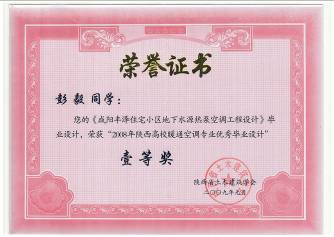 荣誉证书
彭毅同学：
您的《咸阳丰泽住宅小区地下水源热泵空调工程设计》毕
业设计，荣获“2008年陕西高校暖通空调专业优秀毕业设计”
壹等奖
陕西省土木建筑学会
二〇〇九年元月